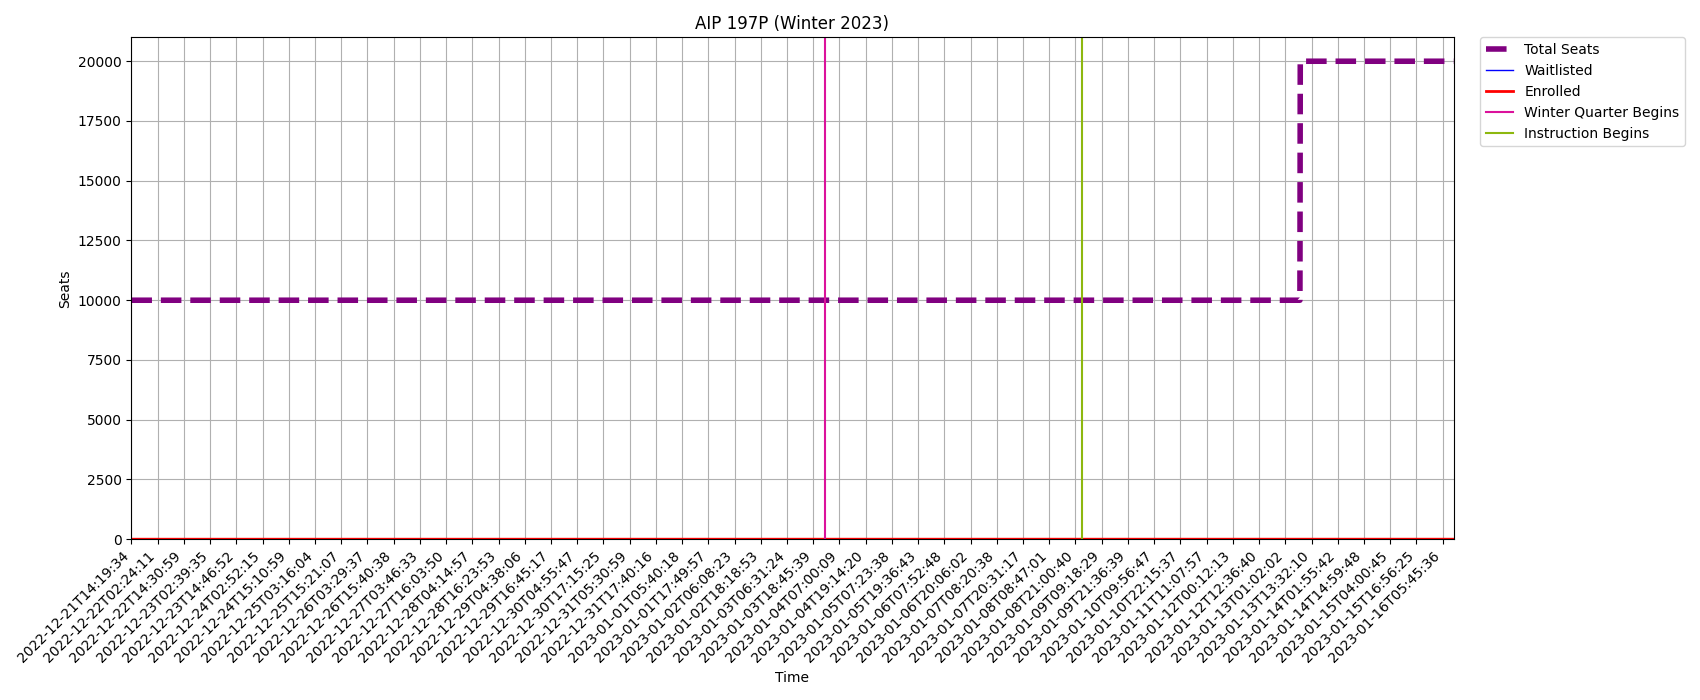 AIP 197P (Winter 2023)
Total Seats
Waitlisted
Enrolled
Winter Quarter Begins
Instruction Begins
Seats
20000
17500
15000
12500
10000
7500
5000
2500
0
2022-12-21T14:19:34
2022-12-22T02:24:11
2022-12-22T14:30:59
2022-12-23T02:39:35
2022-12-23T14:46:52
2022-12-24T02:52:15
2022-12-24T15:10:59
2022-12-25T03:16:04
2022-12-25T15:21:07
2022-12-26T03:29:37
2022-12-26T15:40:38
2022-12-27T03:46:33
2022-12-27T16:03:50
2022-12-28T04:14:57
2022-12-28T16:23:53
2022-12-29T04:38:06
2022-12-29T16:45:17
2022-12-30T04:55:47
2022-12-30T17:15:25
2022-12-31T05:30:59
2022-12-31T17:40:16
2023-01-01T05:40:18
2023-01-01T17:49:57
2023-01-02T06:08:23
2023-01-02T18:18:53
2023-01-03T06:31:24
2023-01-03T18:45:39
2023-01-04T07:00:09
2023-01-04T19:14:20
2023-01-05T07:23:38
2023-01-05T19:36:43
2023-01-06T07:52:48
2023-01-06T20:06:02
2023-01-07T08:20:38
2023-01-07T20:31:17
2023-01-08T08:47:01
2023-01-08T21:00:40
2023-01-09T09:18:29
2023-01-09T21:36:39
2023-01-10T09:56:47
2023-01-10T22:15:37
2023-01-11T11:07:57
2023-01-12T00:12:13
2023-01-12T12:36:40
2023-01-13T01:02:02
2023-01-13T13:32:10
2023-01-14T01:55:42
2023-01-14T14:59:48
2023-01-15T04:00:45
2023-01-15T16:56:25
2023-01-16T05:45:36
Time